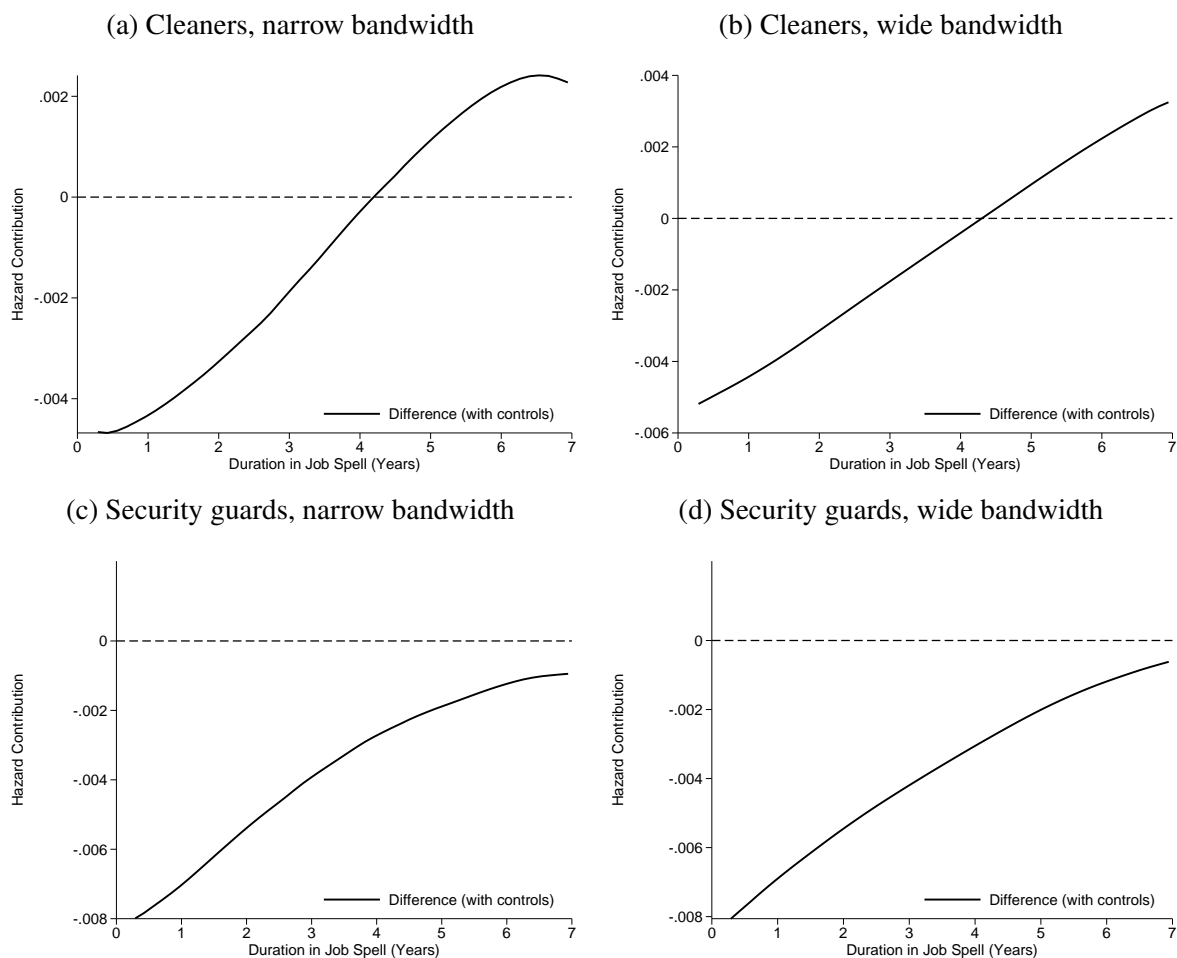 (a) Cleaners, narrow bandwidth
.002
0
-.002
-.004
Hazard Contribution
0 1 2 3 4 5 6 7
Duration in Job Spell (Years)
Difference (with controls)
(b) Cleaners, wide bandwidth
.004
.002
0
-.002
-.004
-.006
Hazard Contribution
0 1 2 3 4 5 6 7
Duration in Job Spell (Years)
Difference (with controls)
(c) Security guards, narrow bandwidth
0
-.002
-.004
-.006
-.008
Hazard Contribution
0 1 2 3 4 5 6 7
Duration in Job Spell (Years)
Difference (with controls)
(d) Security guards, wide bandwidth
0
-.002
-.004
-.006
-.008
Hazard Contribution
0 1 2 3 4 5 6 7
Duration in Job Spell (Years)
Difference (with controls)